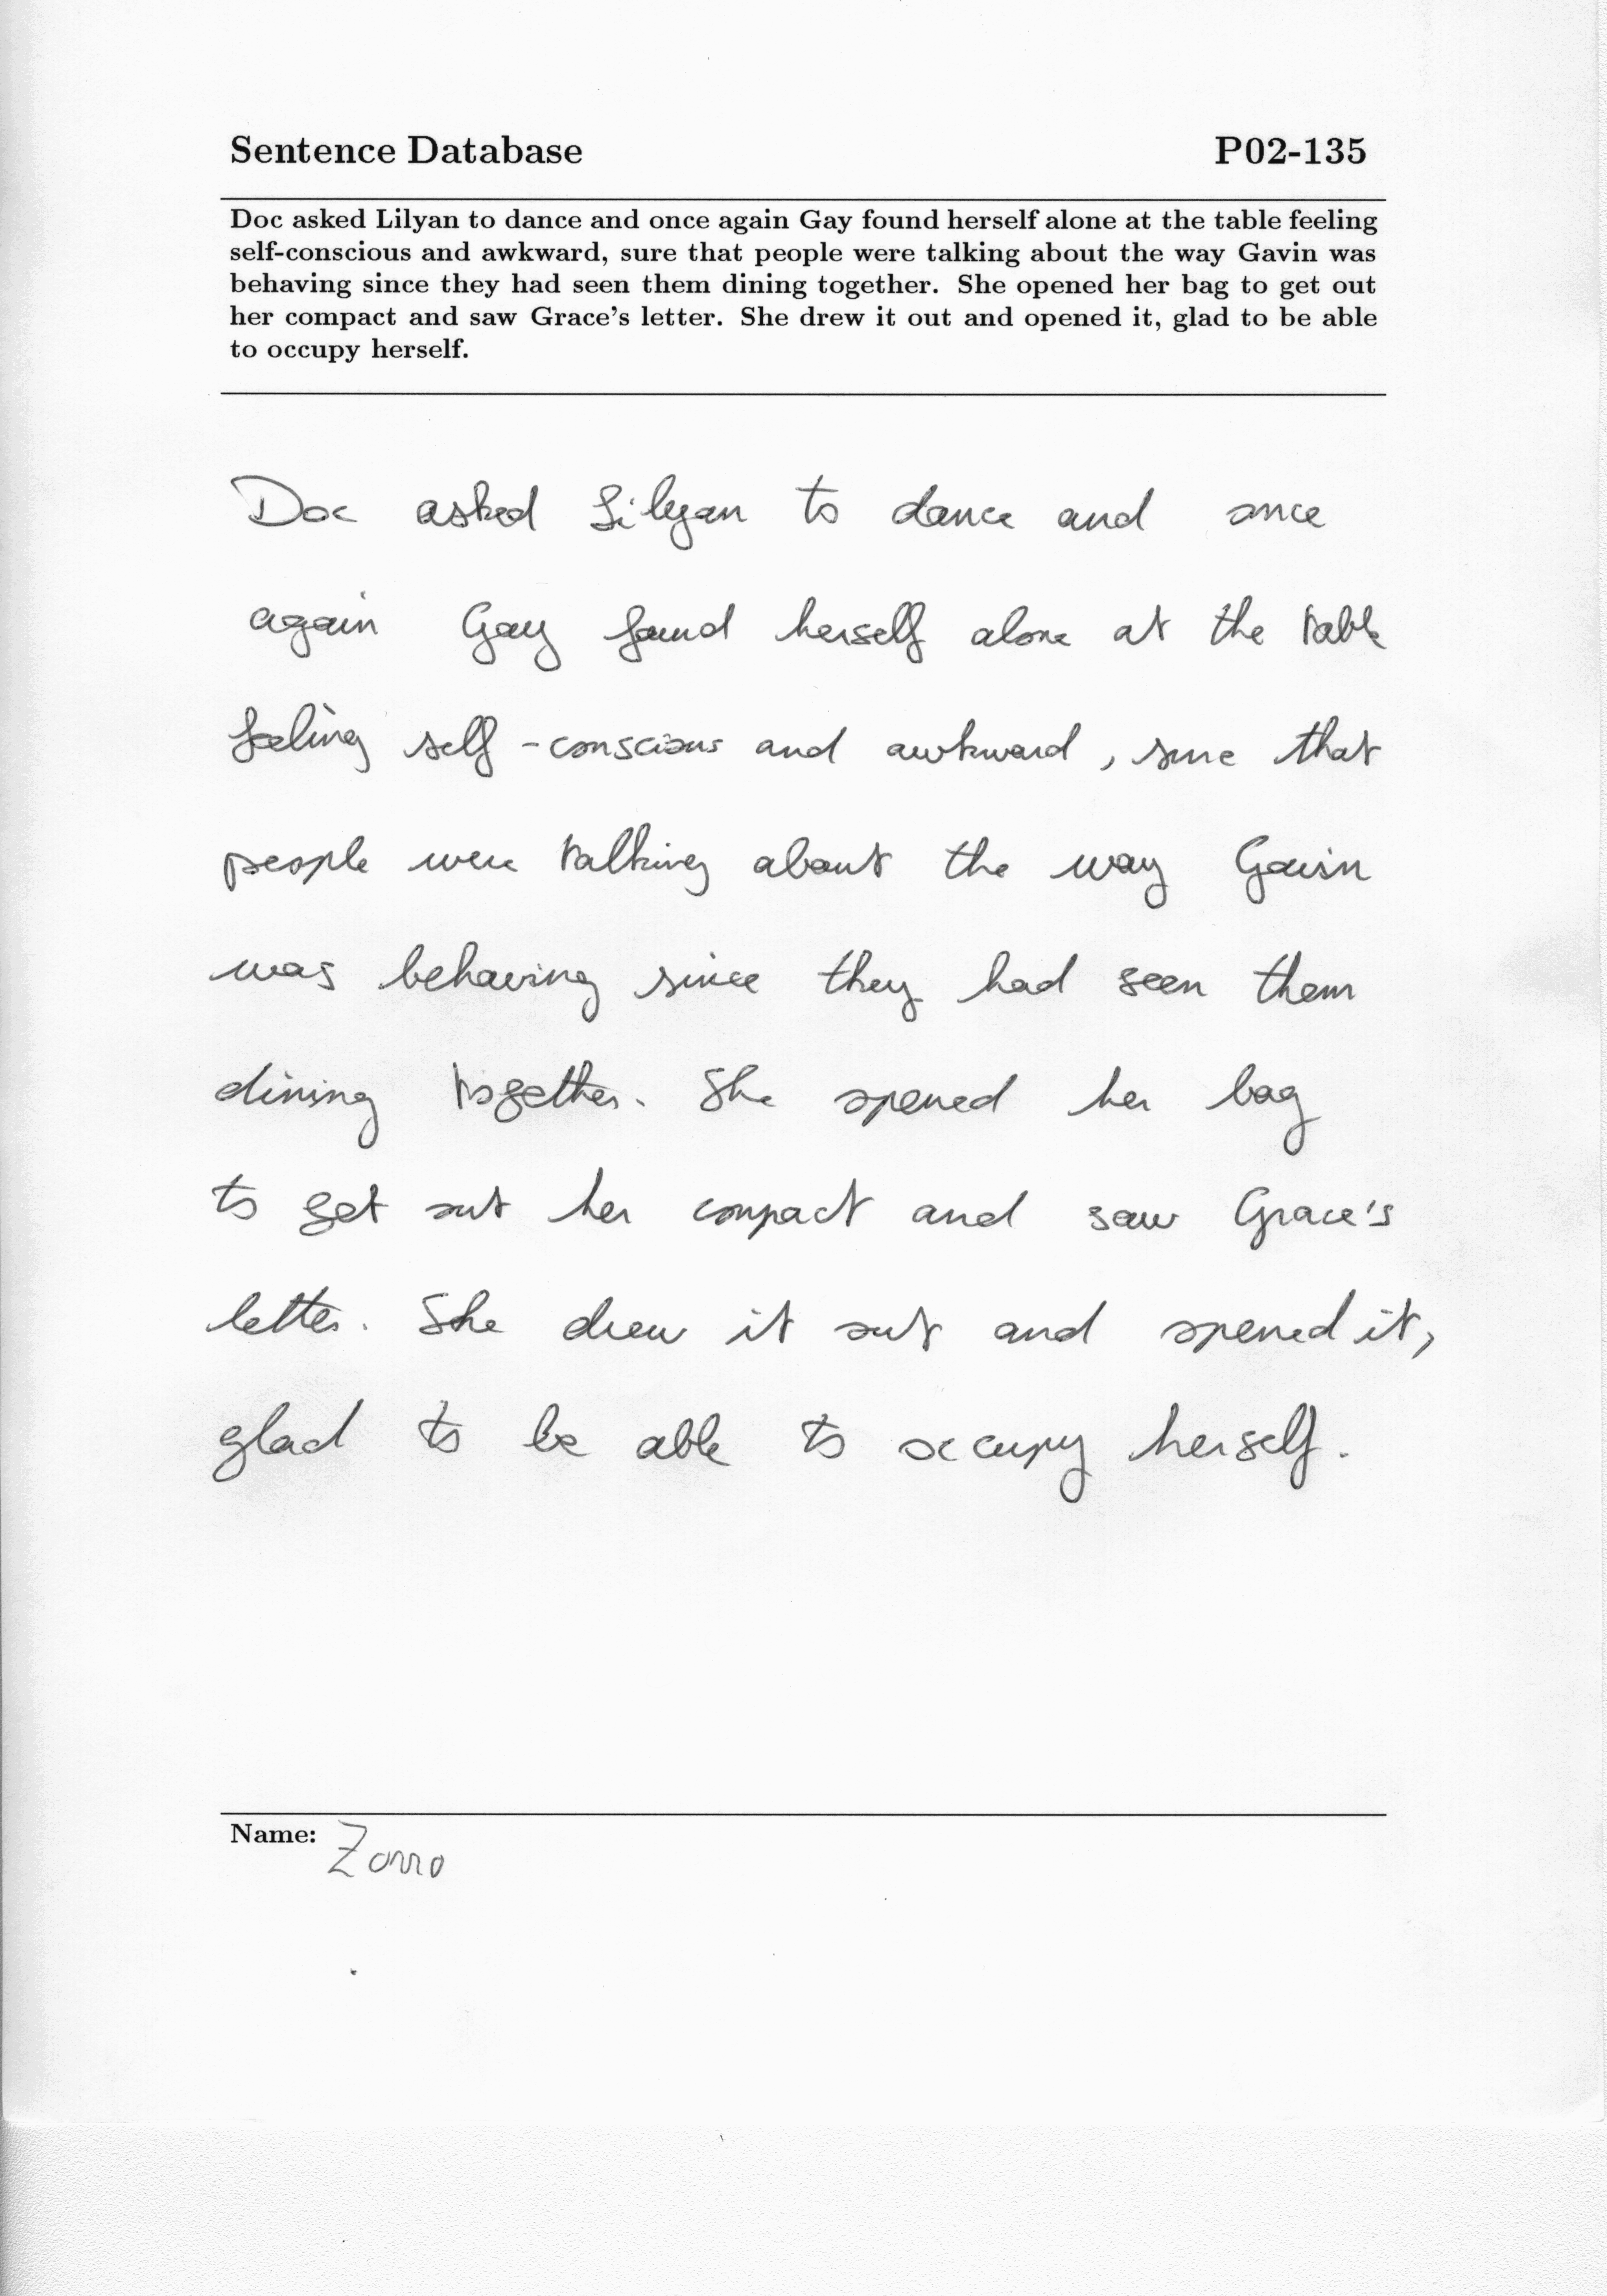 Sentence Database P02-135
Doc asked Lilyan to dance and once again Gay found herself alone at the table feeling
self-conscious and awkward, sure that people were talking about the way Gavin was
behaving since they had seen them dining together. She opened her bag to get out
her compact and saw Grace's letter. She drew it out and opened it, glad to be able
to occupy herself.
Doc asked Lilyan to dance and once
again Gay found herself alone at the table
feeling self-conscious and awkward, sure that
people were talking about the way Gavin
was behaving since they had seen them
dining together. She opened her bag
to get out her compact and saw Grace's
letter. She drew it out and opened it,
glad to be able to occupy herself.
Name: Zorro